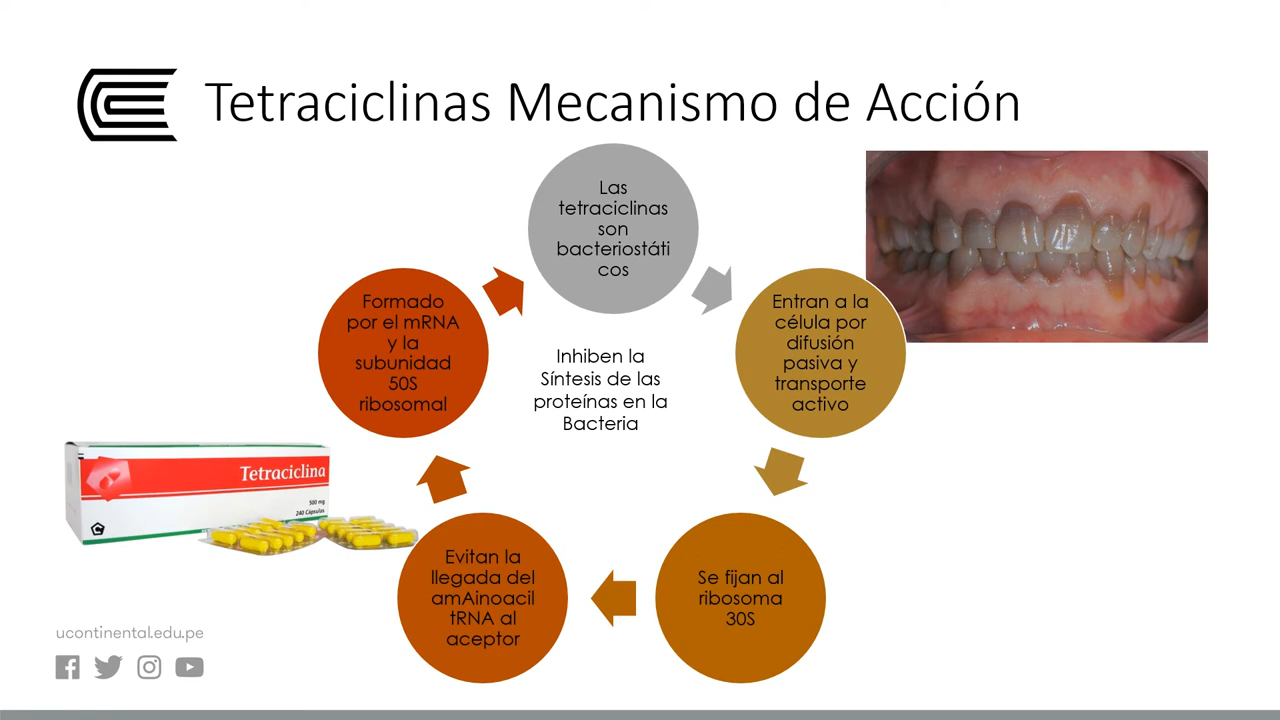 Tetraciclinas Mecanismo de Acción
Las
tetraciclinas
son
bacteriostáti
cos
Entran a la
célula por
difusión
pasiva y
transporte
activo
Se fijan al
ribosoma
30S
Evitan la
llegada del
amAinoacil
tRNA al
aceptor
Formado
por el mRNA
y la
subunidad
50S
ribosomal
Inhiben la
Síntesis de las
proteínas en la
Bacteria
Tetraciclina
500 mg
240 Cápsulas
ucontinental.edu.pe